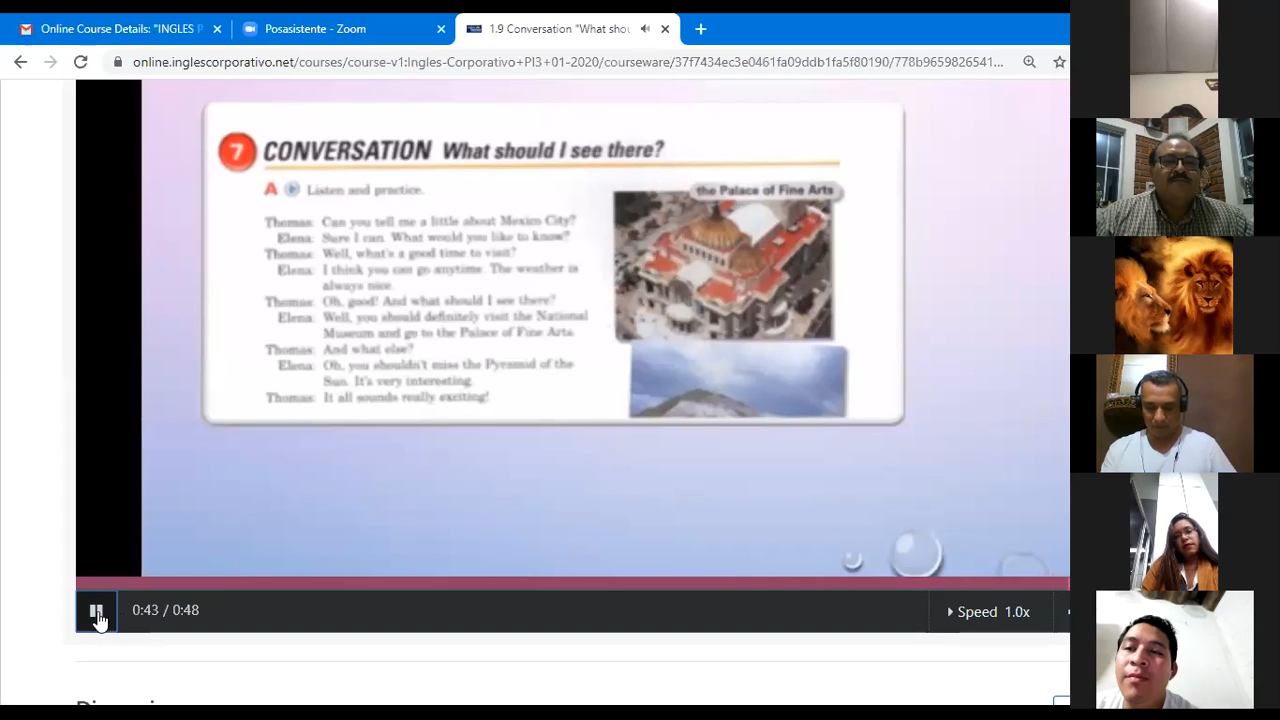 Online Course Details: "INGLES P
Posasistente - Zoom
1.9 Conversation "What shou
online.inglescorporativo.net/courses/course-v1:Ingles-Corporativo+PI3+01-2020/courseware/37f7434ec3e0461fa09ddb1fa5f80190/778b9659826541...
7 CONVERSATION What should I see there?
A Listen and practice.
the Palace of Fine Arts
Thomas: Can you tell me a little about Mexico City?
Elena: Sure I can. What would you like to know?
Thomas: Well, what's a good time to visit?
Elena: I think you can go anytime. The weather is
always nice.
Thomas: Oh, good! And what should I see there?
Elena: Well, you should definitely visit the National
Museum and go to the Palace of Fine Arts.
Thomas: And what else?
Elena: Oh, you shouldn't miss the Pyramid of the
Sun. It's very interesting.
Thomas: It all sounds really exciting!
0:43 / 0:48
Speed 1.0x